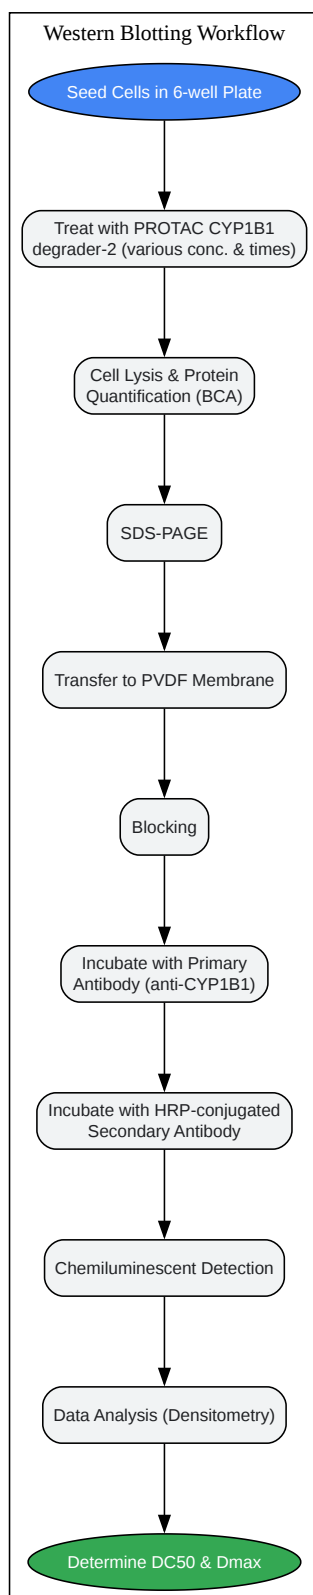 Western Blotting Workflow
Seed Cells in 6-well Plate
Treat with PROTAC CYP1B1
degrader-2 (various conc. & times)
Cell Lysis & Protein
Quantification (BCA)
SDS-PAGE
Transfer to PVDF Membrane
Blocking
Incubate with Primary
Antibody (anti-CYP1B1)
Incubate with HRP-conjugated
Secondary Antibody
Chemiluminescent Detection
Data Analysis (Densitometry)
Determine DC50 & Dmax